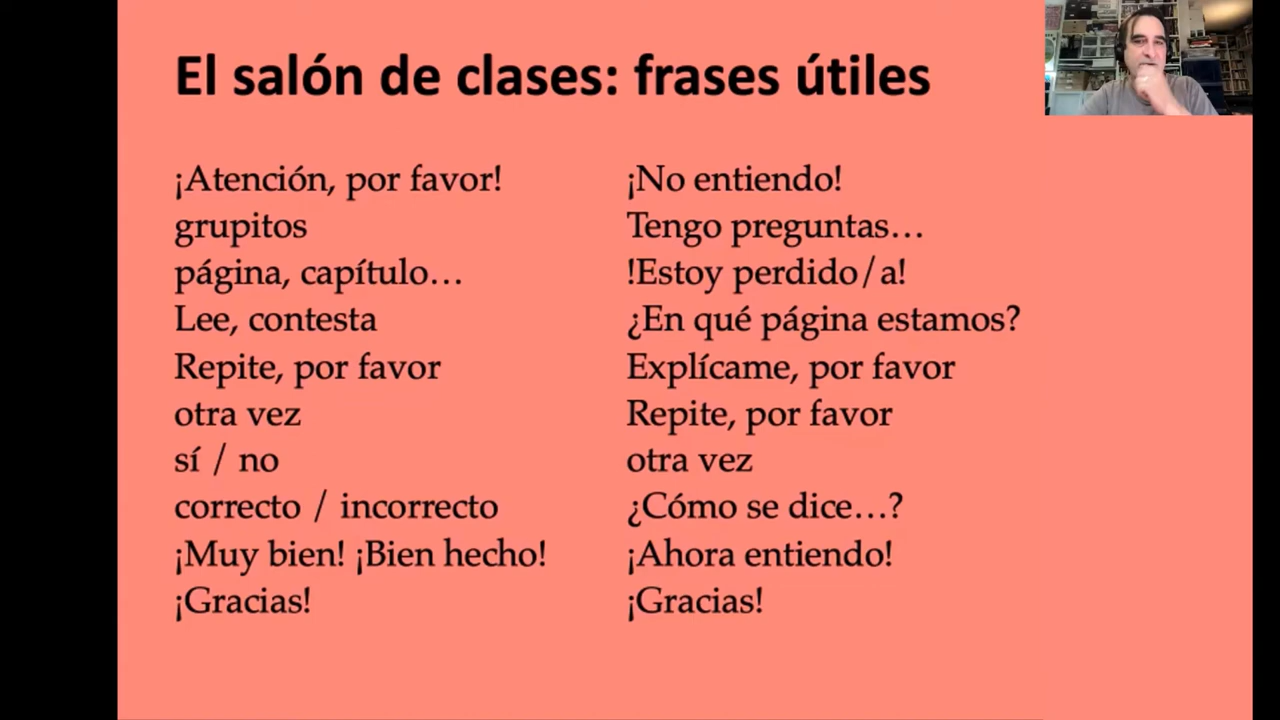 El salón de clases: frases útiles
¡Atención, por favor!
grupitos
página, capítulo…
Lee, contesta
Repite, por favor
otra vez
sí / no
correcto / incorrecto
¡Muy bien! ¡Bien hecho!
¡Gracias!
¡No entiendo!
Tengo preguntas…
!Estoy perdido/a!
¿En qué página estamos?
Explícame, por favor
Repite, por favor
otra vez
¿Cómo se dice…?
¡Ahora entiendo!
¡Gracias!